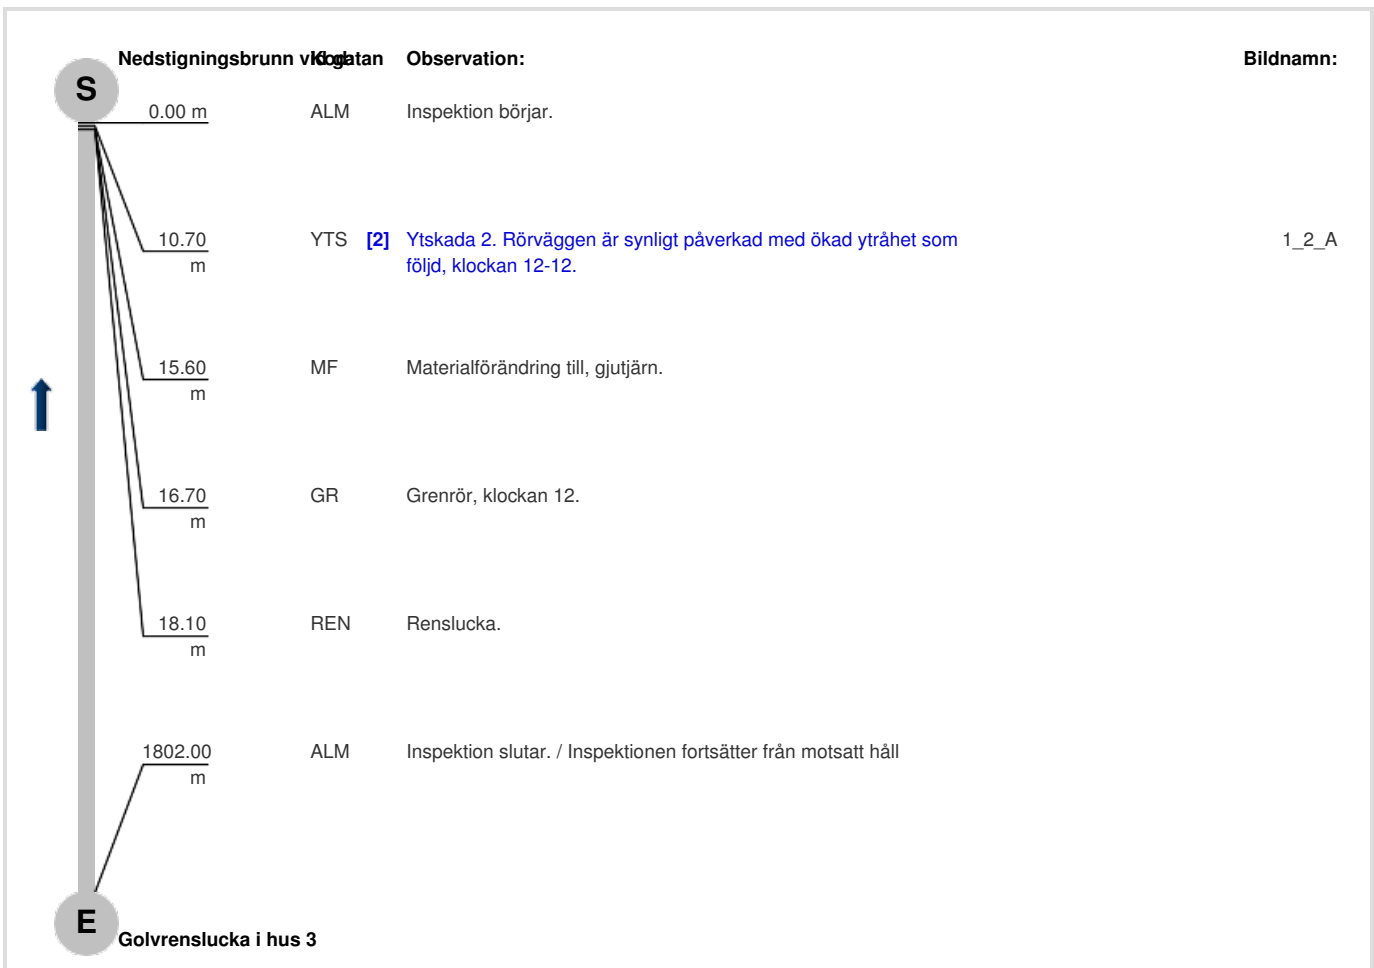 Nedstigningsbrunn vid gatan Kod: Observation: Bildnamn:
S
0.00 m ALM Inspektion börjar.
10.70 YTS [2] Ytskada 2. Rörväggen är synligt påverkad med ökad ytråhet som 1_2_A
m följd, klockan 12-12.
15.60 MF Materialförändring till, gjutjärn.
m
16.70 GR Grenrör, klockan 12.
m
18.10 REN Renslucka.
m
1802.00 ALM Inspektion slutar. / Inspektionen fortsätter från motsatt håll
m
E
Golvrenslucka i hus 3